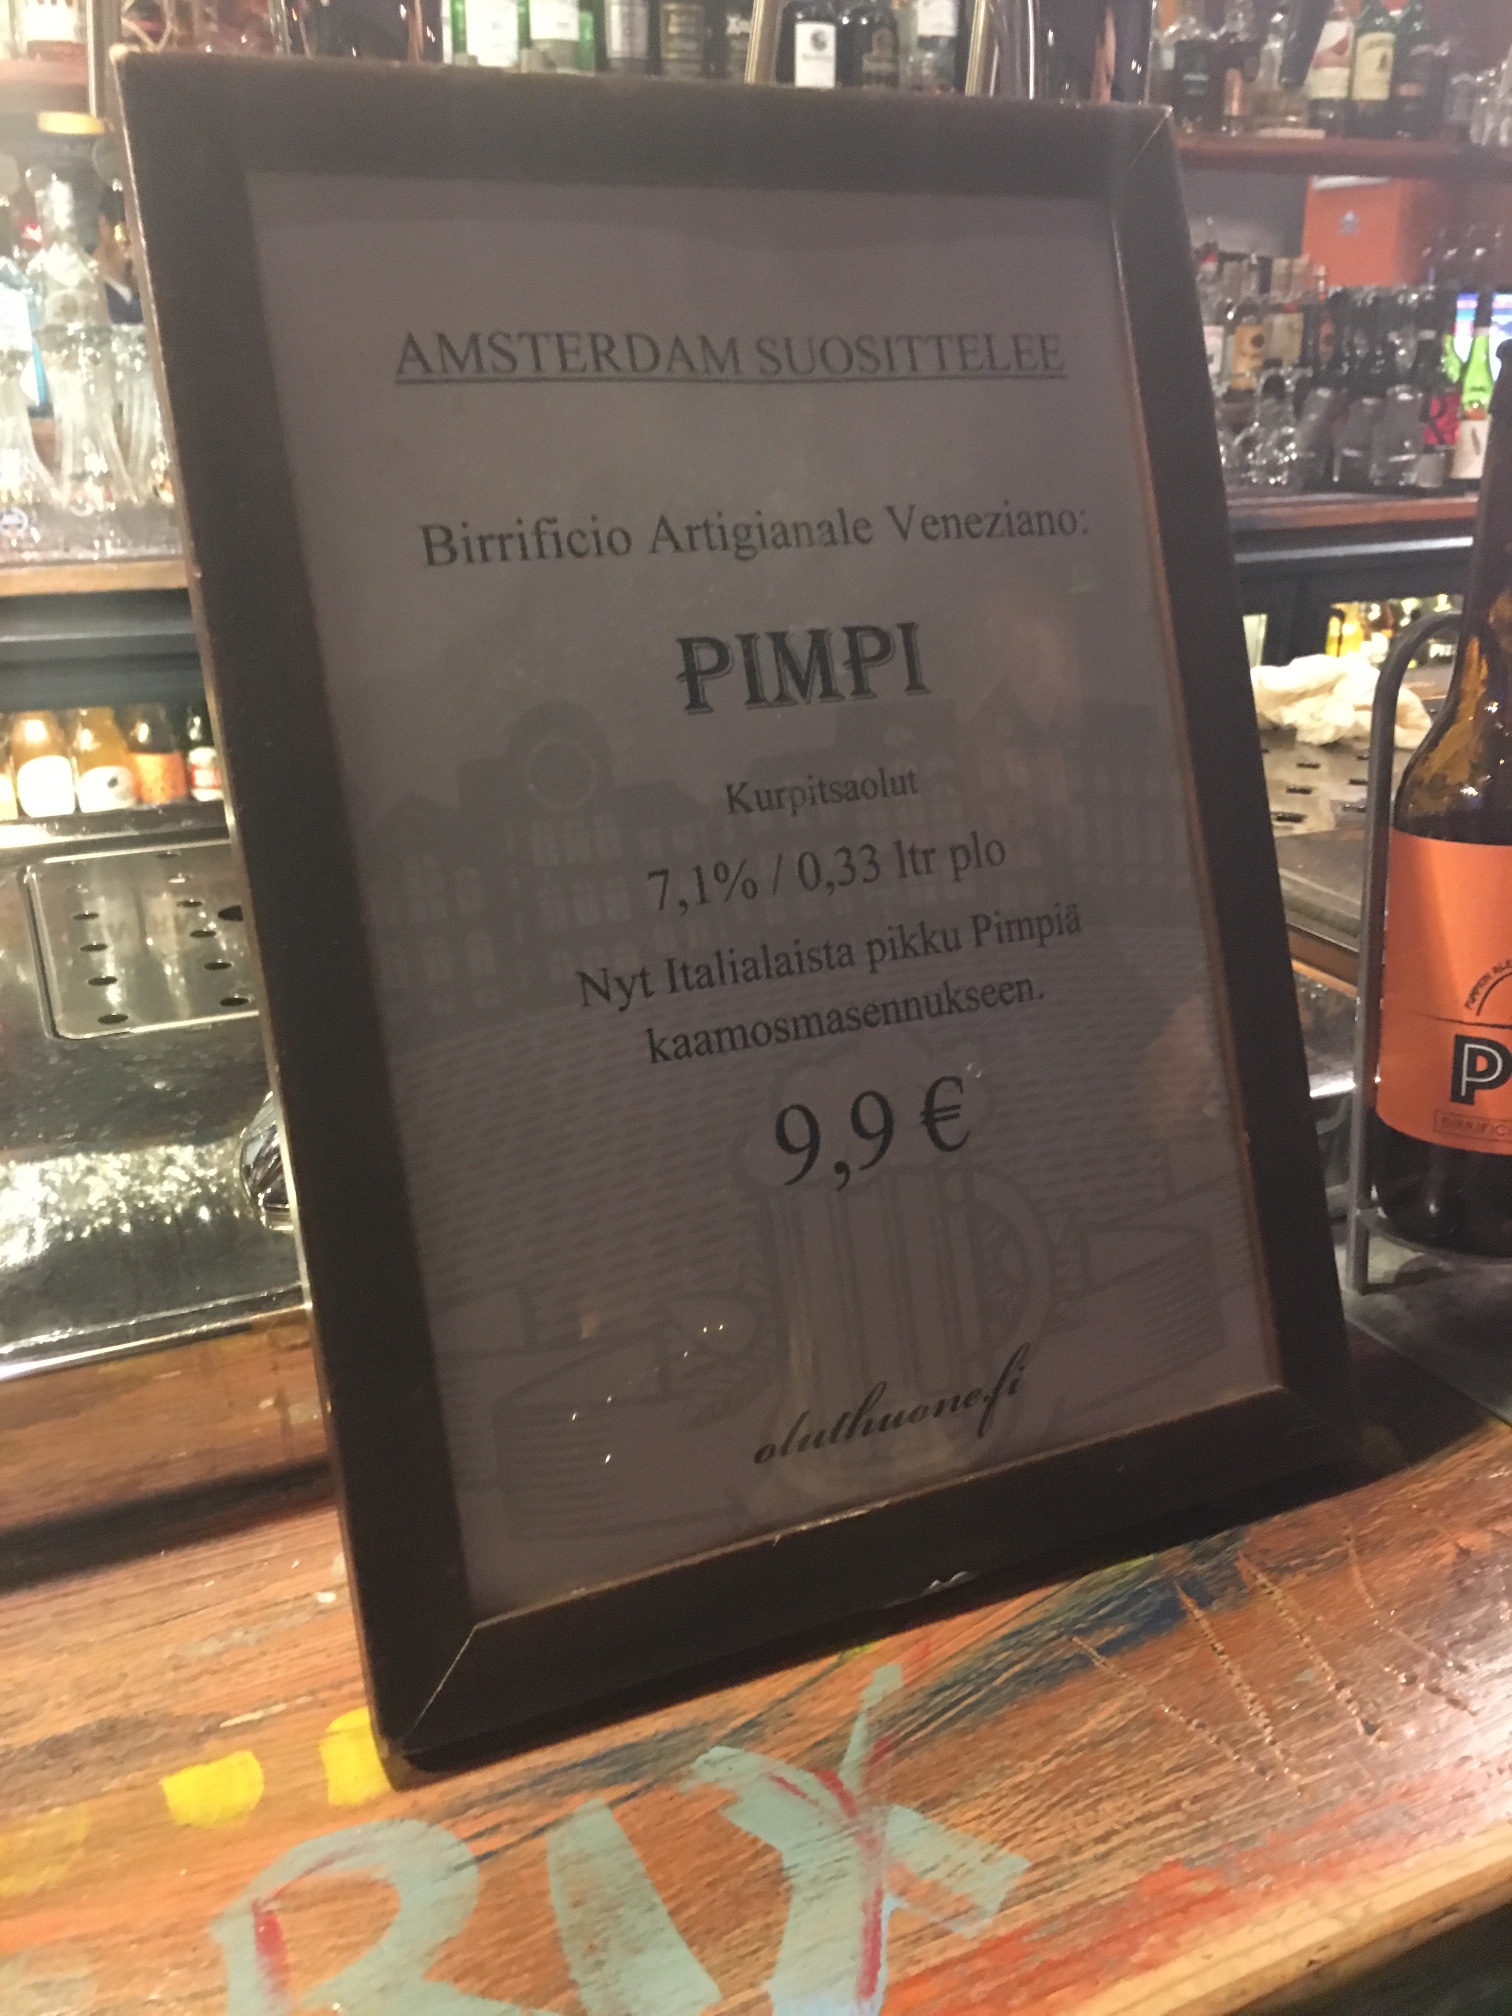 AMSTERDAM SUOSITTELEE
Birrificio Artigianale Veneziano:
PIMPI
Kurpitsaolut
7,1% / 0,33 ltr plo
Nyt Italialaista pikku Pimpiä
kaamosmasennukseen.
9,9 €
oluthuone.fi
RIX